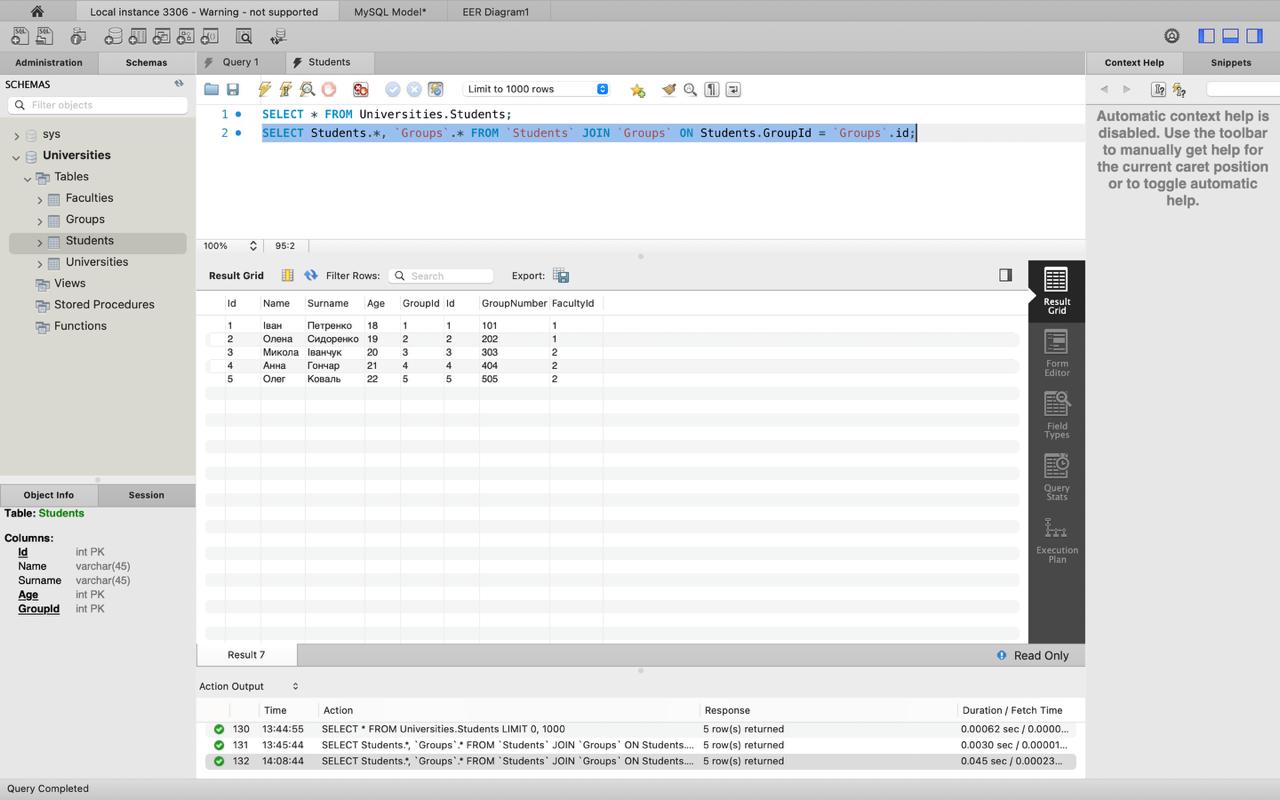 Local instance 3306 - Warning - not supported
MySQL Model*
EER Diagram1
Administration
Schemas
Query 1
Students
Context Help
Snippets
SCHEMAS
Filter objects
sys
Universities
Tables
Faculties
Groups
Students
Universities
Views
Stored Procedures
Functions
Limit to 1000 rows
1
SELECT * FROM Universities.Students;
2
SELECT Students.*, `Groups`.* FROM `Students` JOIN `Groups` ON Students.GroupId = `Groups`.id;
100%
95:2
Automatic context help is
disabled. Use the toolbar
to manually get help for
the current caret position
or to toggle automatic
help.
Result Grid
Filter Rows:
Search
Export:
Id Name Surname Age GroupId Id GroupNumber FacultyId
1 Іван Петренко 18 1 1 101 1
2 Олена Сидоренко 19 2 2 202 1
3 Микола Іванчук 20 3 3 303 2
4 Анна Гончар 21 4 4 404 2
5 Олег Коваль 22 5 5 505 2
Result
Grid
Form
Editor
Field
Types
Query
Stats
Execution
Plan
Object Info
Session
Table: Students
Columns:
Id int PK
Name varchar(45)
Surname varchar(45)
Age int PK
GroupId int PK
Result 7
Read Only
Action Output
Time Action Response Duration / Fetch Time
130 13:44:55 SELECT * FROM Universities.Students LIMIT 0, 1000 5 row(s) returned 0.00062 sec / 0.0000...
131 13:45:44 SELECT Students.*, `Groups`.* FROM `Students` JOIN `Groups` ON Students.... 5 row(s) returned 0.0030 sec / 0.00001...
132 14:08:44 SELECT Students.*, `Groups`.* FROM `Students` JOIN `Groups` ON Students.... 5 row(s) returned 0.045 sec / 0.00023...
Query Completed